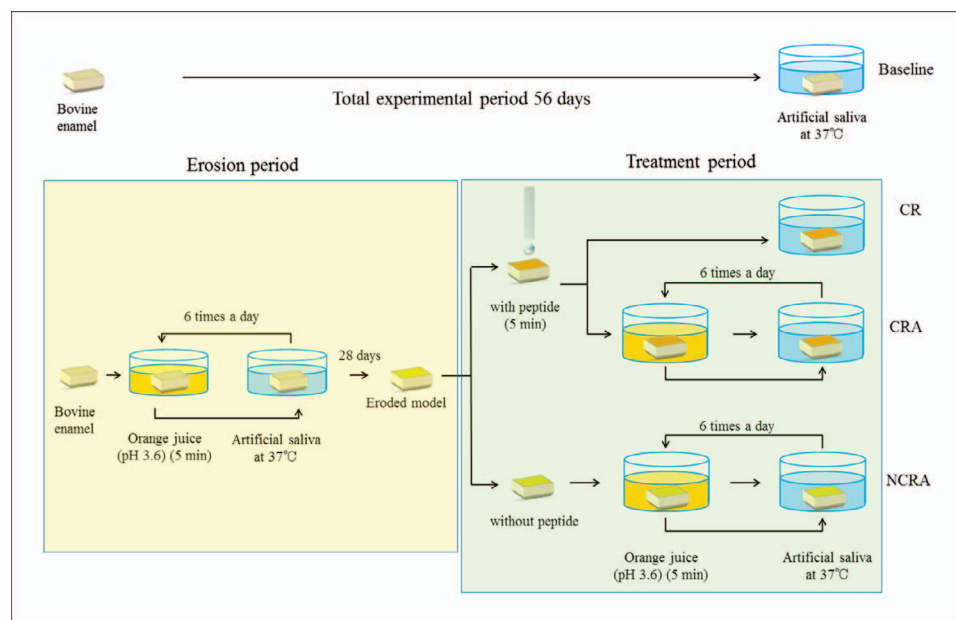 Baseline
Total experimental period 56 days
Bovine
enamel
Artificial saliva
at 37℃
Erosion period
Treatment period
CR
with peptide
(5 min)
6 times a day
CRA
6 times a day
28 days
Eroded model
Bovine
enamel
Orange juice
(pH 3.6) (5 min)
Artificial saliva
at 37℃
6 times a day
NCRA
without peptide
Orange juice
(pH 3.6) (5 min)
Artificial saliva
at 37℃